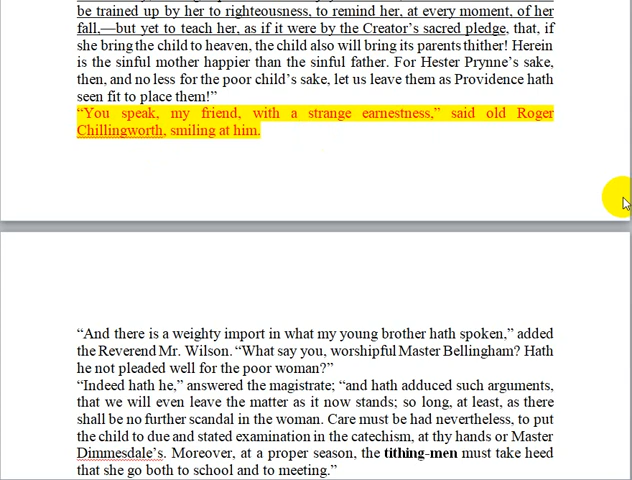 be trained up by her to righteousness, to remind her, at every moment, of her
fall,—but yet to teach her, as if it were by the Creator’s sacred pledge, that, if
she bring the child to heaven, the child also will bring its parents thither! Herein
is the sinful mother happier than the sinful father. For Hester Prynne’s sake,
then, and no less for the poor child’s sake, let us leave them as Providence hath
seen fit to place them!”
“You speak, my friend, with a strange earnestness,” said old Roger
Chillingworth, smiling at him.
“And there is a weighty import in what my young brother hath spoken,” added
the Reverend Mr. Wilson. “What say you, worshipful Master Bellingham? Hath
he not pleaded well for the poor woman?”
“Indeed hath he,” answered the magistrate; “and hath adduced such arguments,
that we will even leave the matter as it now stands; so long, at least, as there
shall be no further scandal in the woman. Care must be had nevertheless, to put
the child to due and stated examination in the catechism, at thy hands or Master
Dimmesdale’s. Moreover, at a proper season, the tithing-men must take heed
that she go both to school and to meeting.”